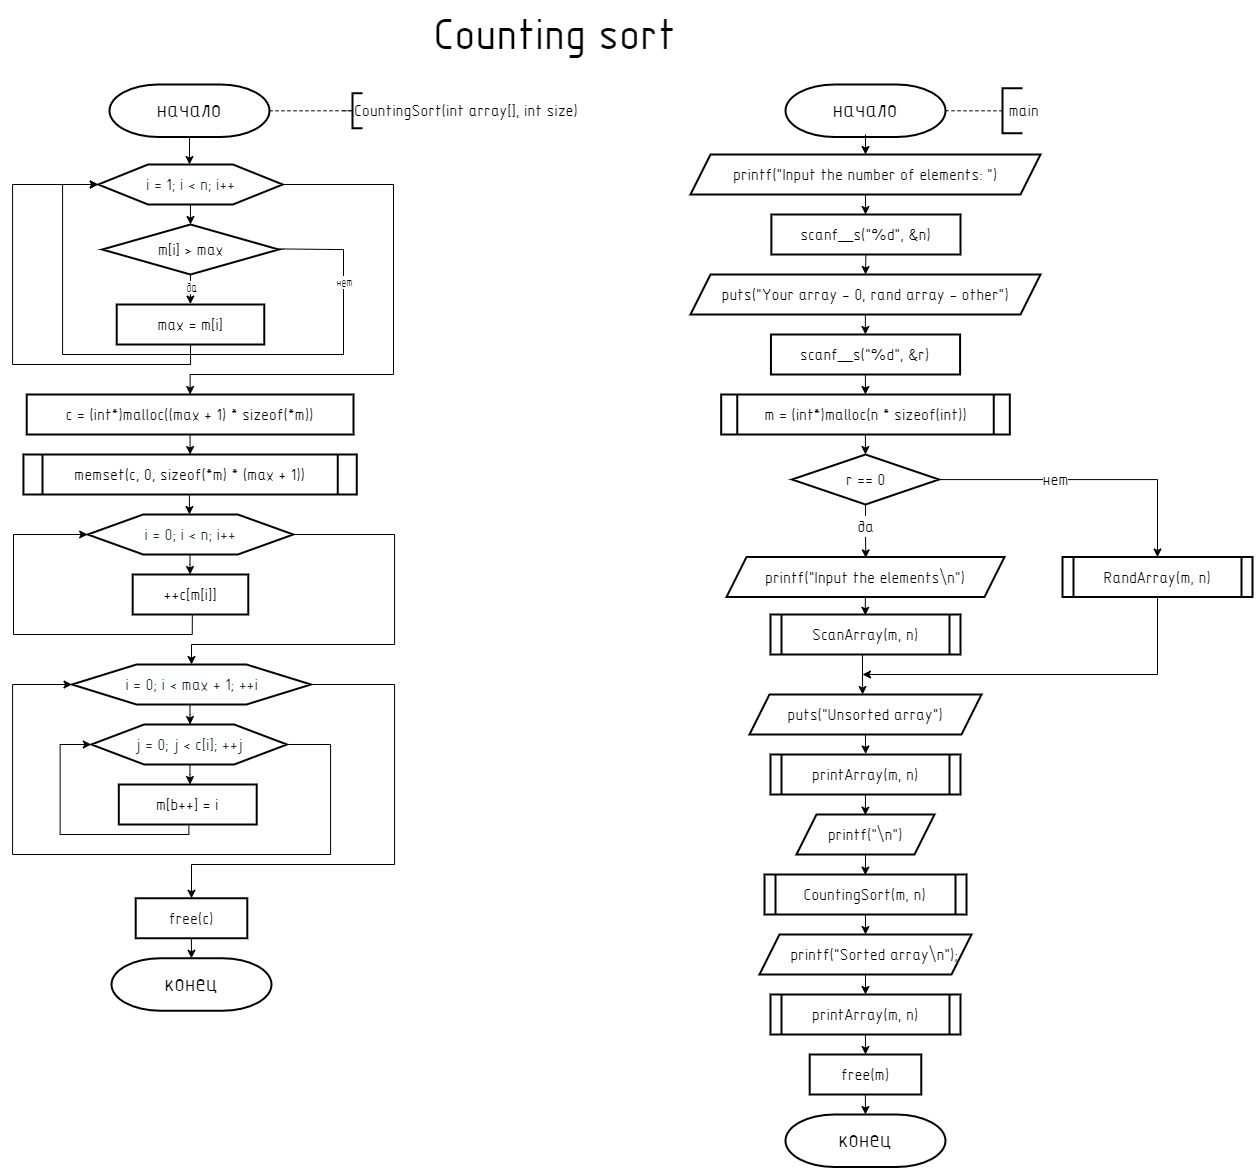 Counting sort
начало
CountingSort(int array[], int size)
i = 1; i < n; i++
m[i] > max
да
нет
max = m[i]
c = (int*)malloc((max + 1) * sizeof(*m))
memset(c, 0, sizeof(*m) * (max + 1))
i = 0; i < n; i++
++c[m[i]]
i = 0; i < max + 1; ++i
j = 0; j < c[i]; ++j
m[b++] = i
free(c)
конец
начало
main
printf("Input the number of elements: ")
scanf__s("%d", &n)
puts("Your array - 0, rand array - other")
scanf__s("%d", &r)
m = (int*)malloc(n * sizeof(int))
r == 0
нет
да
printf("Input the elements\n")
RandArray(m, n)
ScanArray(m, n)
puts("Unsorted array")
printArray(m, n)
printf("\n")
CountingSort(m, n)
printf("Sorted array\n");
printArray(m, n)
free(m)
конец